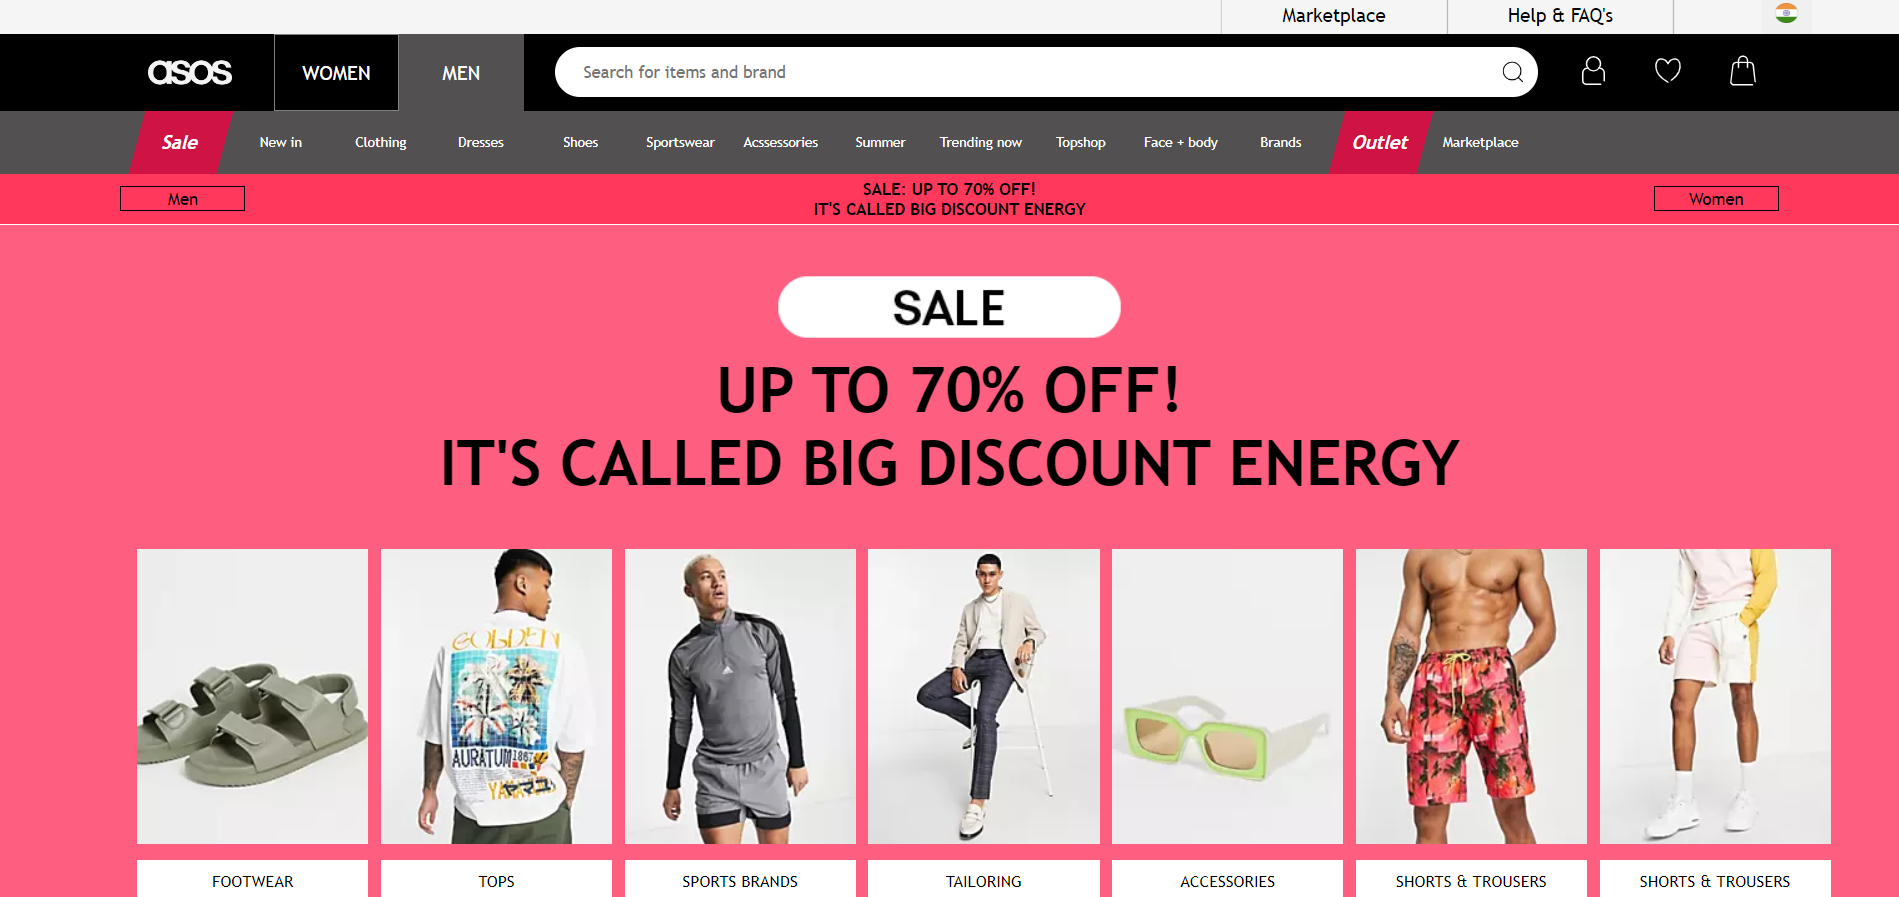 Marketplace
Help & FAQ's
asos
WOMEN
MEN
Search for items and brand
Sale
New in
Clothing
Dresses
Shoes
Sportswear
Acssessories
Summer
Trending now
Topshop
Face + body
Brands
Outlet
Marketplace
Men
SALE: UP TO 70% OFF!
IT'S CALLED BIG DISCOUNT ENERGY
Women
SALE
UP TO 70% OFF!
IT'S CALLED BIG DISCOUNT ENERGY
GOLDEN
AURATUM 1867
FOOTWEAR
TOPS
SPORTS BRANDS
TAILORING
ACCESSORIES
SHORTS & TROUSERS
SHORTS & TROUSERS